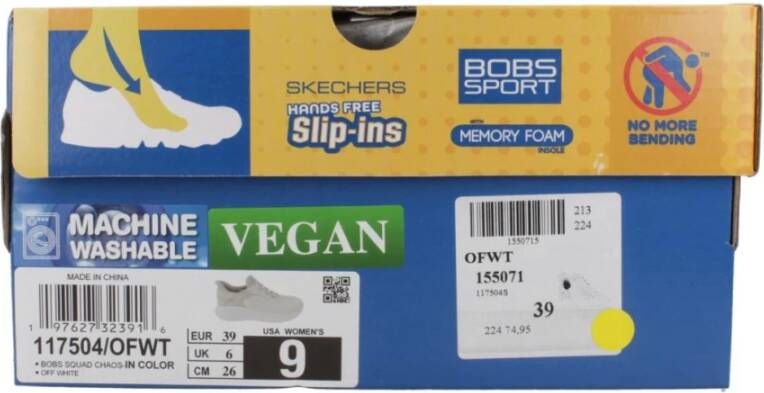 SKECHERS
HANDS FREE
Slip-ins
BOBS
SPORT
WITH
MEMORY FOAM
INSOLE
TM
NO MORE
BENDING
MACHINE
WASHABLE
VEGAN
MADE IN CHINA
1 97627 32391 6
117504/OFWT
• BOBS SQUAD CHAOS-IN COLOR
• OFF WHITE
EUR 39
UK 6
CM 26
USA WOMEN'S
9
213
224
1550715
OFWT
155071
117504S
39
224 74,95